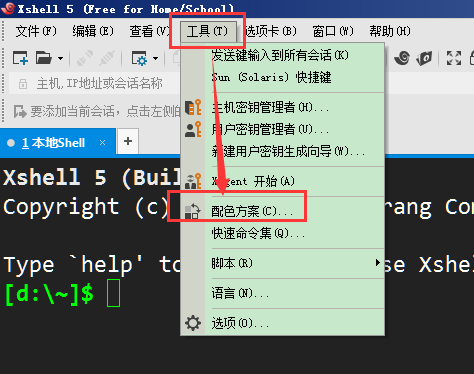 Xshell 5 (Free for Home/School)
文件(F) 编辑(E) 查看(V) 工具(T) 选项卡(B) 窗口(W) 帮助(H)
主机,IP地址或会话名称
要添加当前会话，点击左侧的
1 本地Shell × +
发送键输入到所有会话(K)
Sun (Solaris) 快捷键
主机密钥管理者(H)...
用户密钥管理者(U)...
新建用户密钥生成向导(W)...
Xagent 开始(A)
配色方案(C)...
快速命令集(Q)...
脚本(R)
语言(N)...
选项(O)...
Xshell 5 (Buil
Copyright (c) rang Con
Type `help' to se Xshel
[d:\~]$